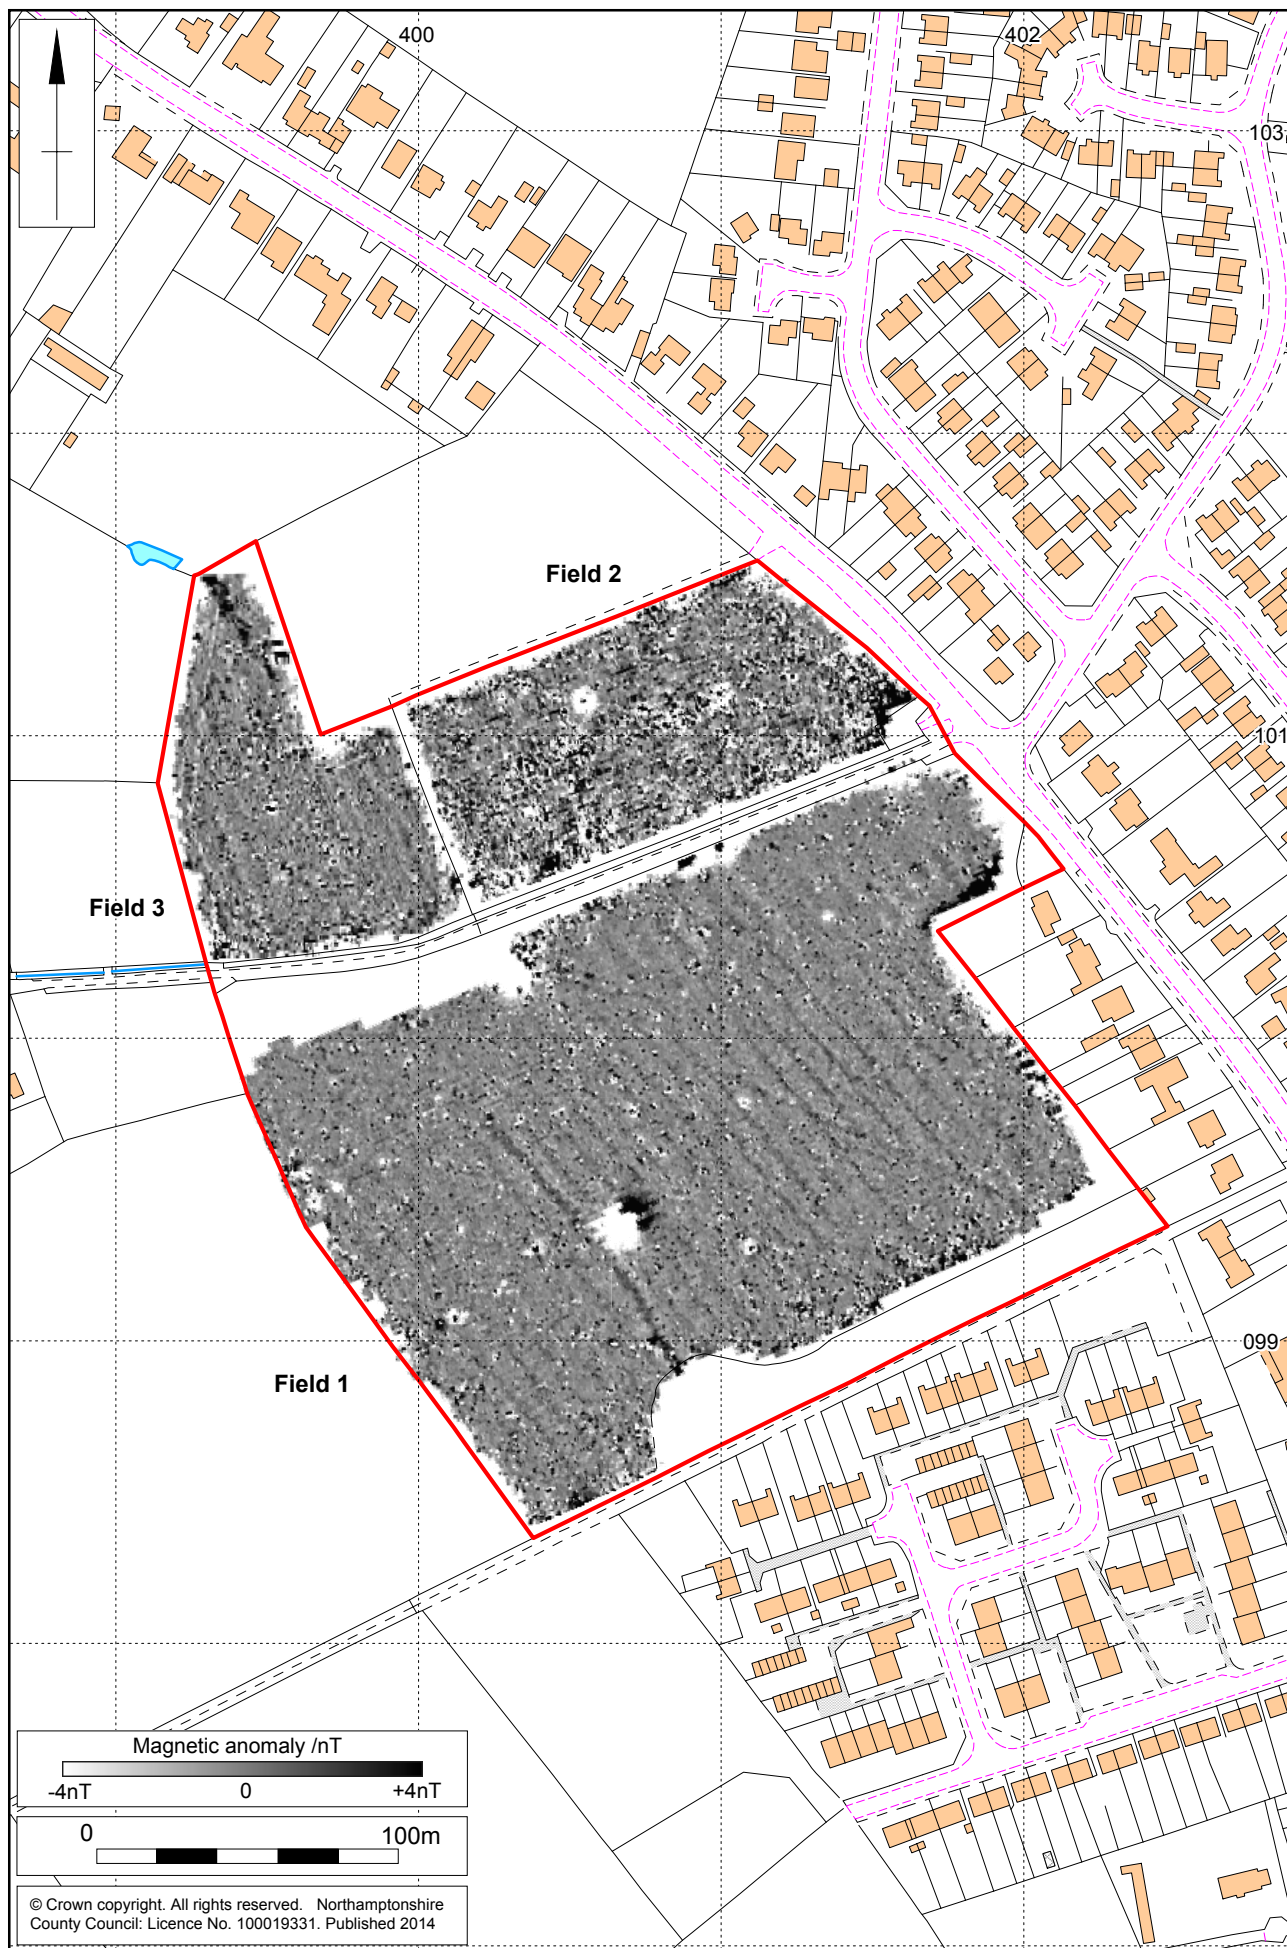 400
402
103
Field 2
101
Field 3
099
Field 1
Magnetic anomaly /nT
-4nT 0 +4nT
0 100m
© Crown copyright. All rights reserved. Northamptonshire
County Council: Licence No. 100019331. Published 2014